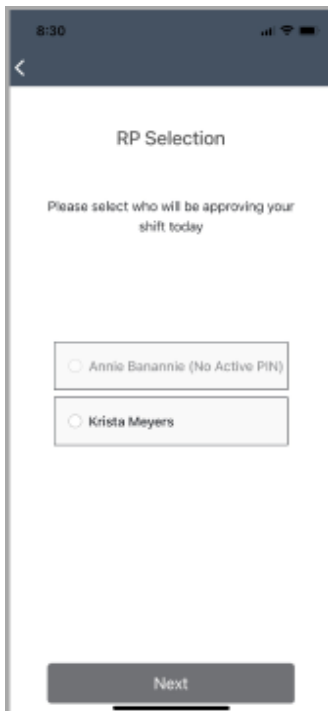 8:30
RP Selection
Please select who will be approving your
shift today
Annie Banannie (No Active PIN)
Krista Meyers
Next